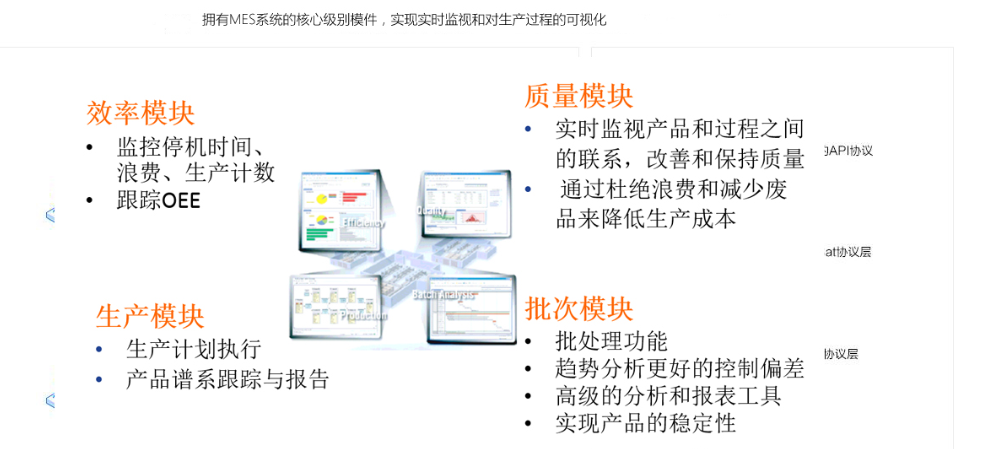 拥有MES系统的核心级别模件，实现实时监视和对生产过程的可视化
效率模块
• 监控停机时间、
浪费、生产计数
• 跟踪OEE
质量模块
• 实时监视产品和过程之间
的联系，改善和保持质量
• 通过杜绝浪费和减少废
品来降低生产成本
API协议
at协议层
协议层
Efficiency
Quality
Production
Batch Analysis
生产模块
• 生产计划执行
• 产品谱系跟踪与报告
批次模块
• 批处理功能
• 趋势分析更好的控制偏差
• 高级的分析和报表工具
• 实现产品的稳定性